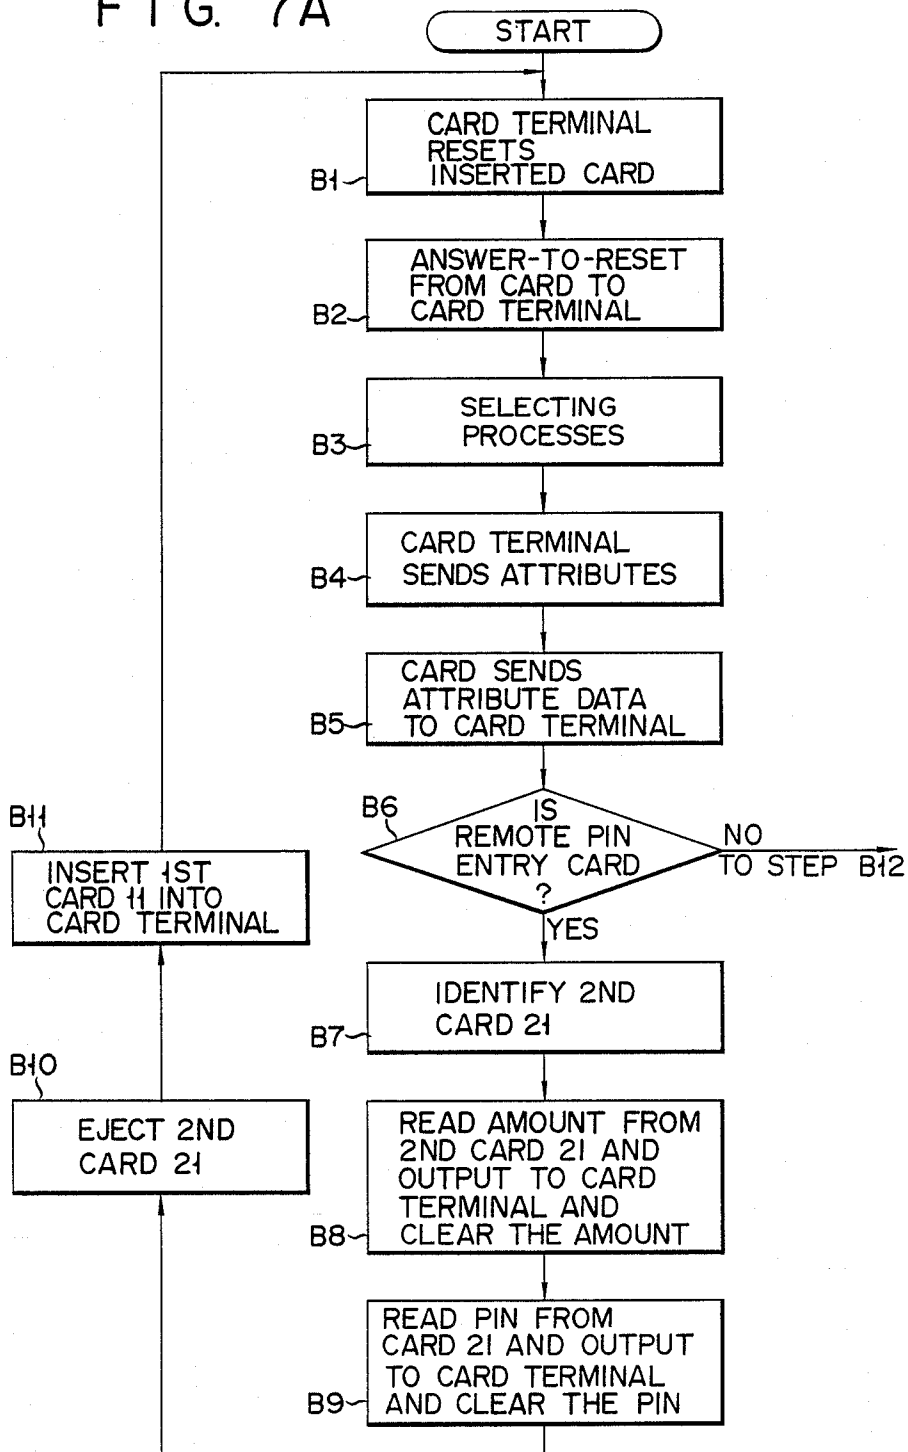 FIG. 7A
START
CARD TERMINAL
RESETS
INSERTED CARD
B1
ANSWER-TO-RESET
FROM CARD TO
CARD TERMINAL
B2
SELECTING
PROCESSES
B3
CARD TERMINAL
SENDS ATTRIBUTES
B4
CARD SENDS
ATTRIBUTE DATA
TO CARD TERMINAL
B5
B6
IS
REMOTE PIN
ENTRY CARD
?
NO
TO STEP B12
YES
B11
INSERT 1ST
CARD 11 INTO
CARD TERMINAL
IDENTIFY 2ND
CARD 21
B7
B10
EJECT 2ND
CARD 21
READ AMOUNT FROM
2ND CARD 21 AND
OUTPUT TO CARD
TERMINAL AND
CLEAR THE AMOUNT
B8
READ PIN FROM
CARD 21 AND OUTPUT
TO CARD TERMINAL
AND CLEAR THE PIN
B9